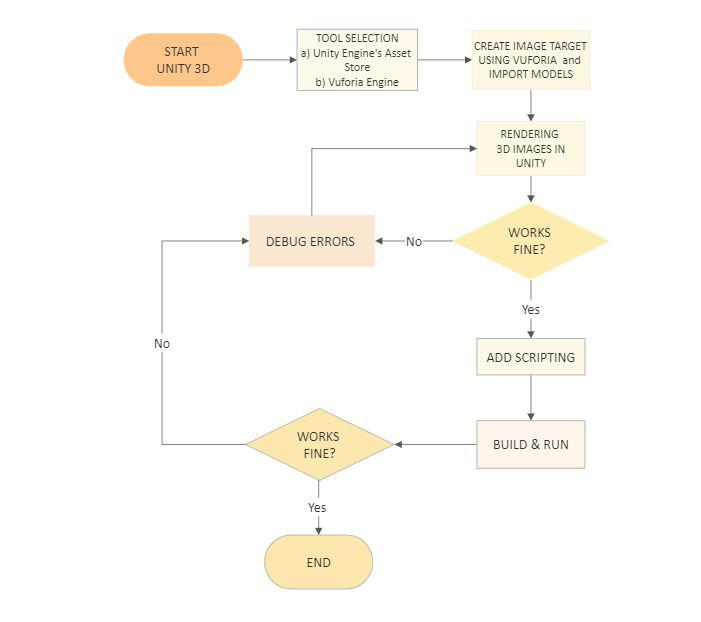 START
UNITY 3D
TOOL SELECTION
a) Unity Engine's Asset
Store
b) Vuforia Engine
CREATE IMAGE TARGET
USING VUFORIA and
IMPORT MODELS
RENDERING
3D IMAGES IN
UNITY
WORKS
FINE?
No
DEBUG ERRORS
Yes
ADD SCRIPTING
BUILD & RUN
WORKS
FINE?
No
Yes
END